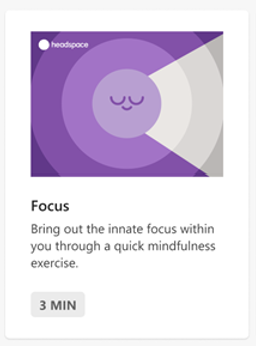 headspace
Focus
Bring out the innate focus within
you through a quick mindfulness
exercise.
3 MIN